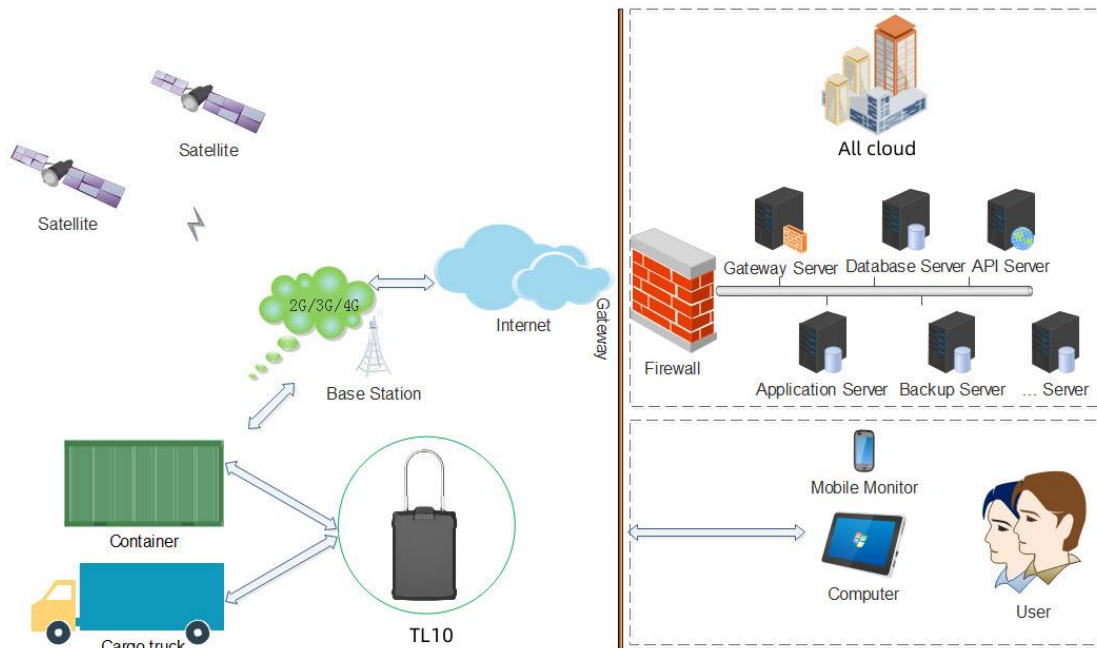 Satellite
Satellite
2G/3G/4G
Base Station
Internet
Gateway
Container
Cargo truck
TL10
All cloud
Gateway Server
Database Server
API Server
Firewall
Application Server
Backup Server
... Server
Mobile Monitor
Computer
User